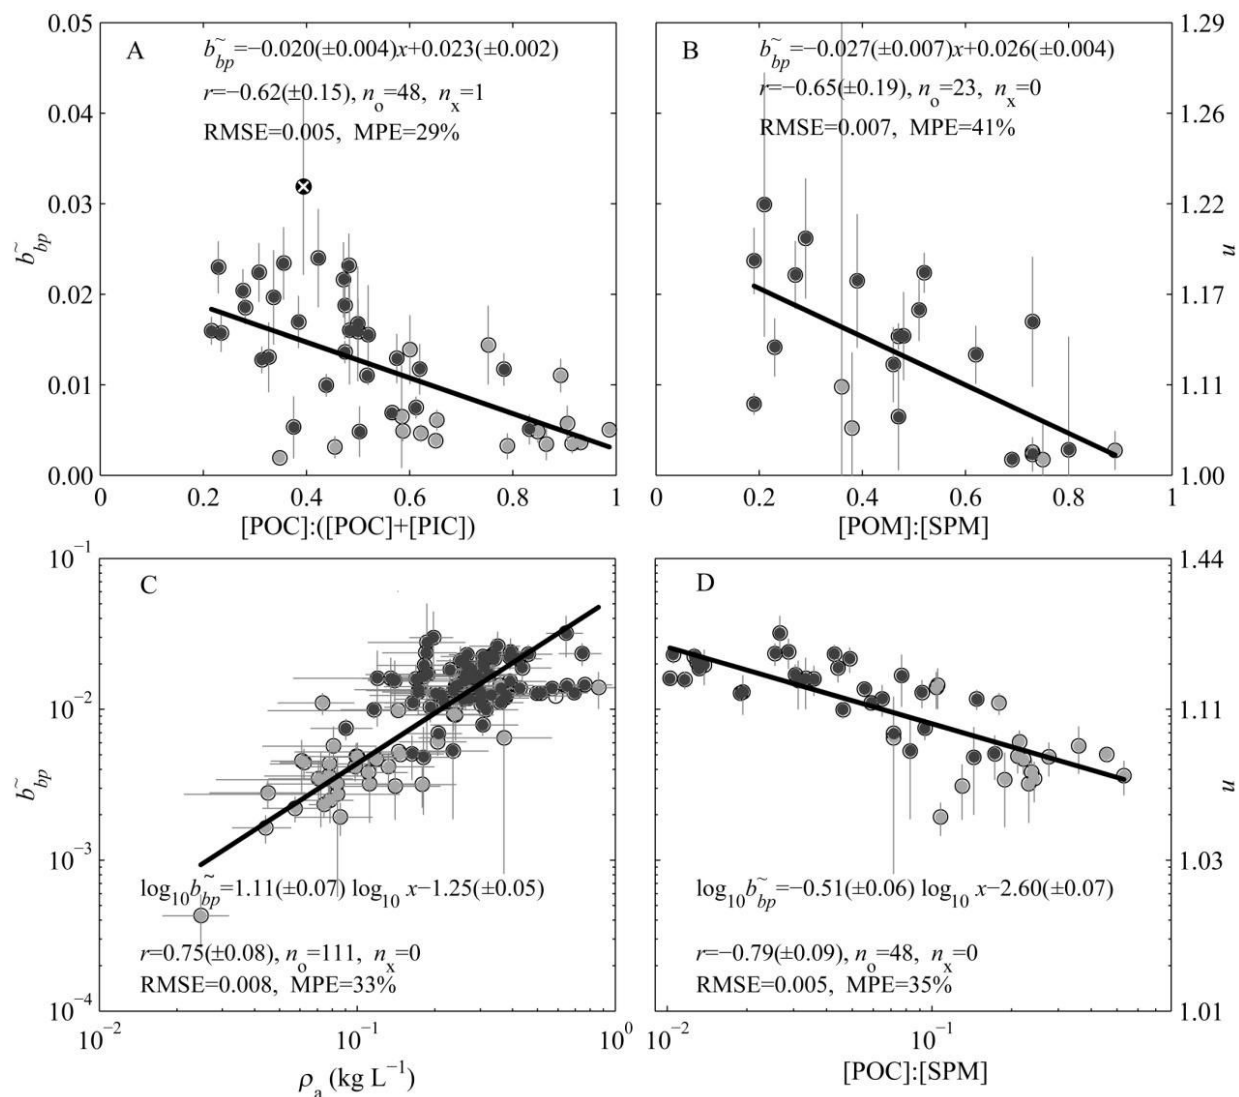 A
b̃bp=−0.020(±0.004)x+0.023(±0.002)
r=−0.62(±0.15), no=48, nx=1
RMSE=0.005, MPE=29%
0.05
0.04
0.03
0.02
0.01
0.00
b̃bp
0
0.2
0.4
0.6
0.8
1
[POC]:([POC]+[PIC])
B
b̃bp=−0.027(±0.007)x+0.026(±0.004)
r=−0.65(±0.19), no=23, nx=0
RMSE=0.007, MPE=41%
1.29
1.26
1.22
1.17
1.11
1.00
n
0
0.2
0.4
0.6
0.8
1
[POM]:[SPM]
C
10−1
10−2
10−3
10−4
b̃bp
log10b̃bp=1.11(±0.07) log10 x−1.25(±0.05)
r=0.75(±0.08), no=111, nx=0
RMSE=0.008, MPE=33%
10−2
10−1
100
ρa (kg L−1)
D
1.44
1.11
1.03
1.01
n
log10b̃bp=−0.51(±0.06) log10 x−2.60(±0.07)
r=−0.79(±0.09), no=48, nx=0
RMSE=0.005, MPE=35%
10−2
10−1
[POC]:[SPM]